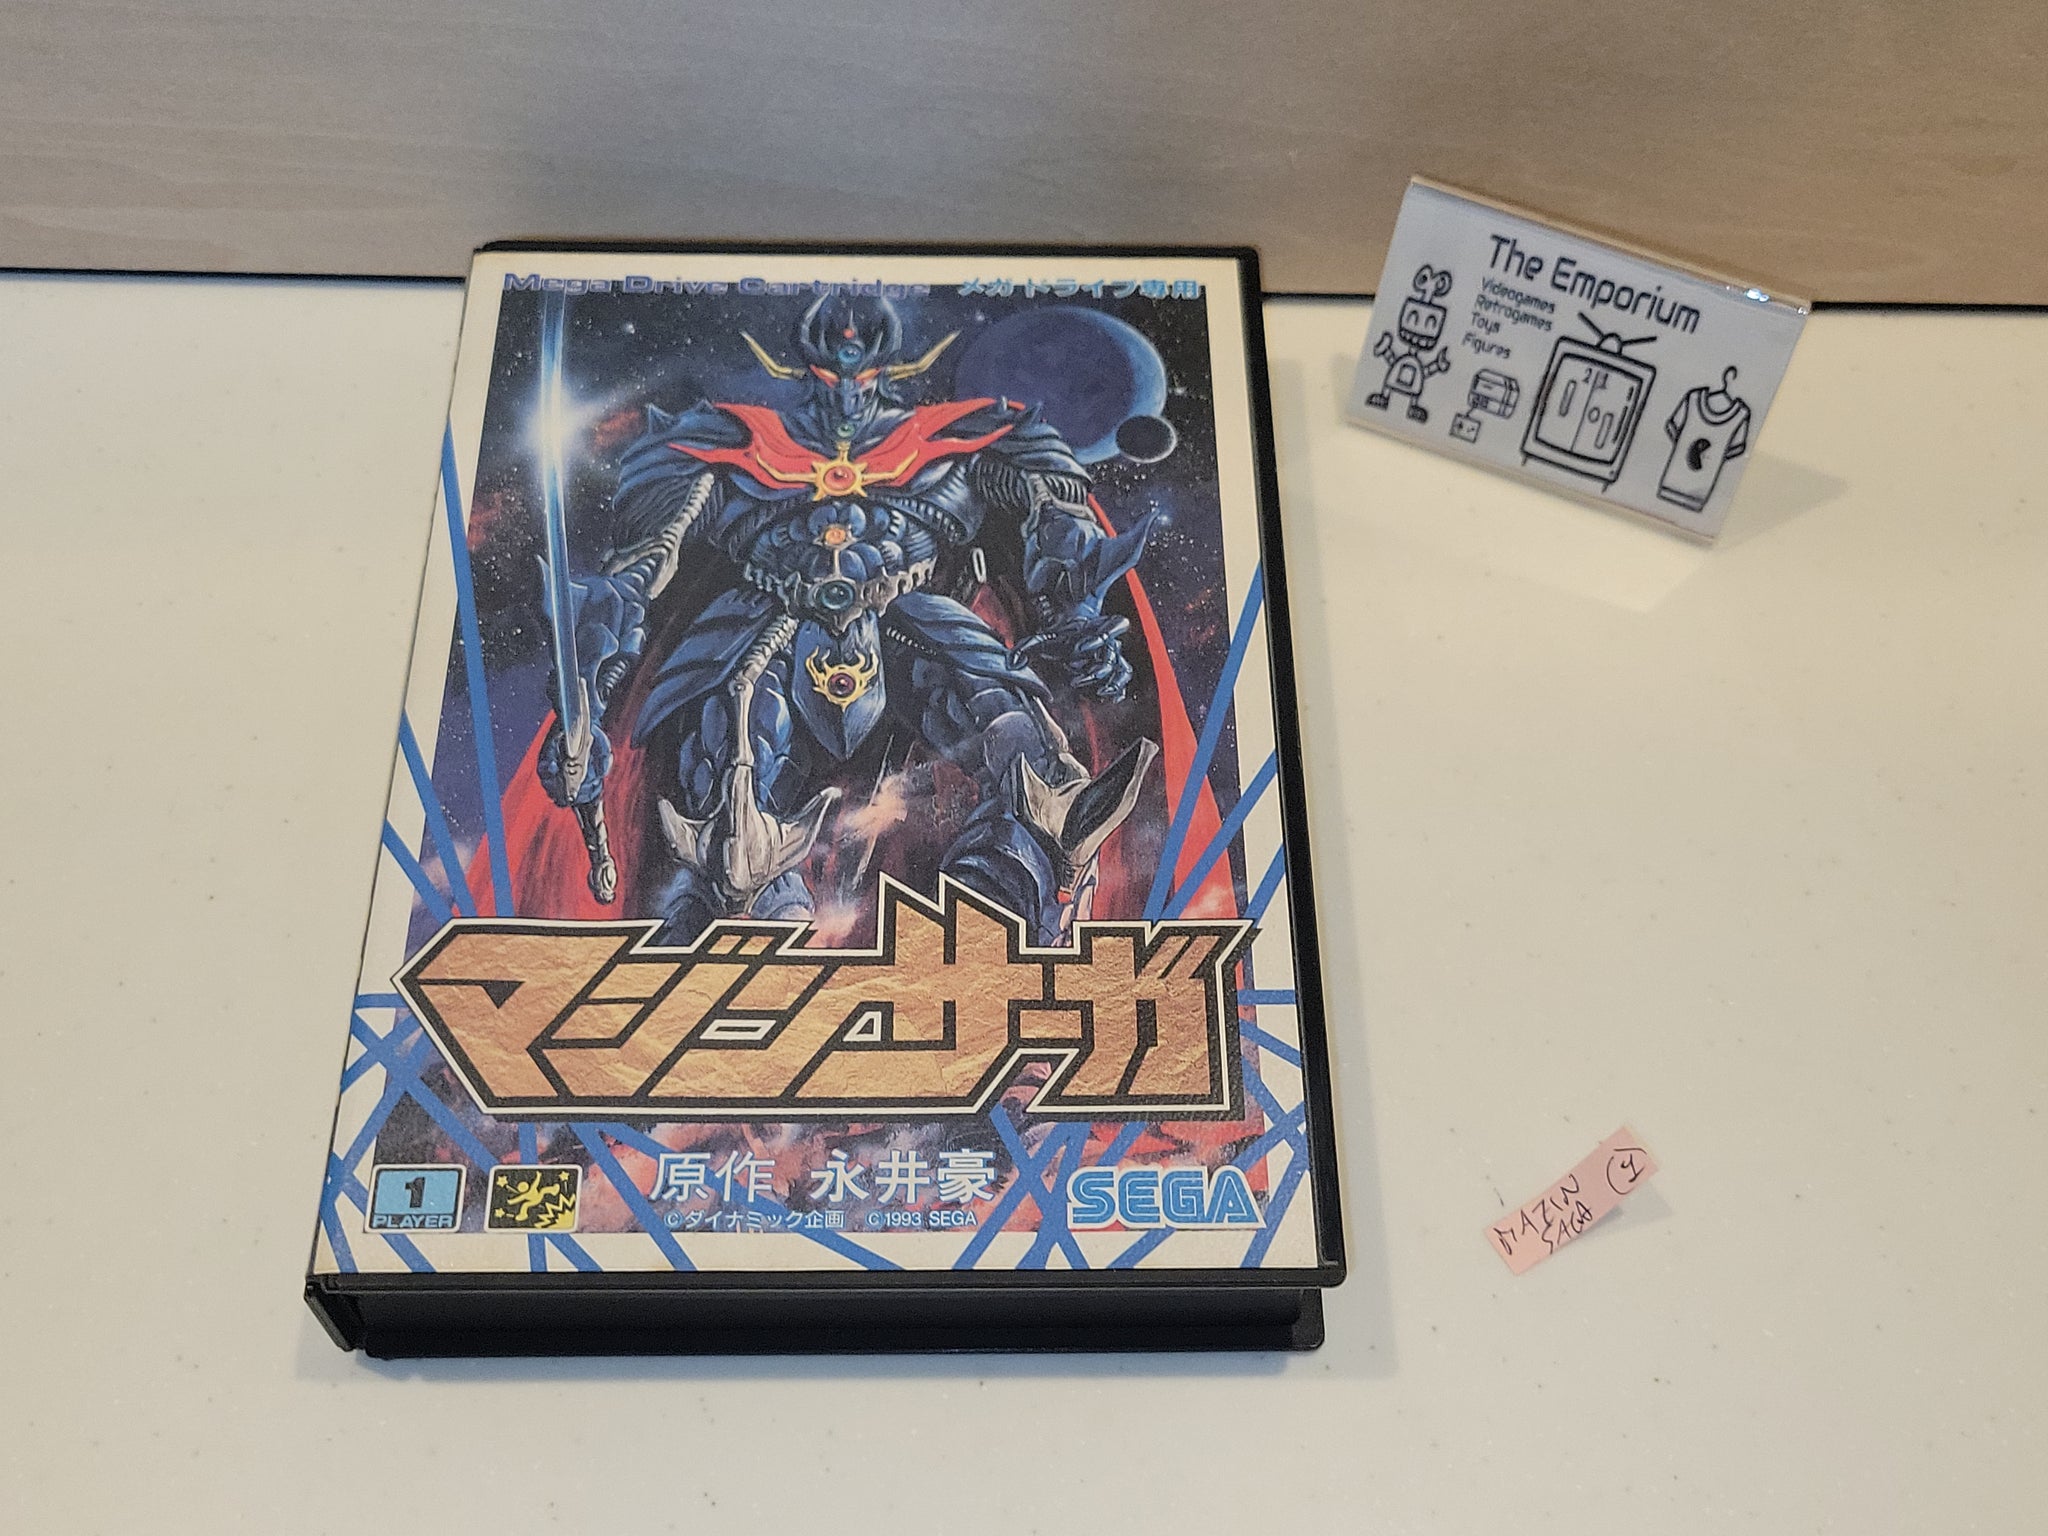 Mega Drive Cartridge メガドライブ専用
マジンサーガ
1
PLAYER
原作 永井豪
©ダイナミック企画 ©1993 SEGA
SEGA
The Emporium
Videogames
Retrogames
Toys
Figures
21
MAZIN
SAGA